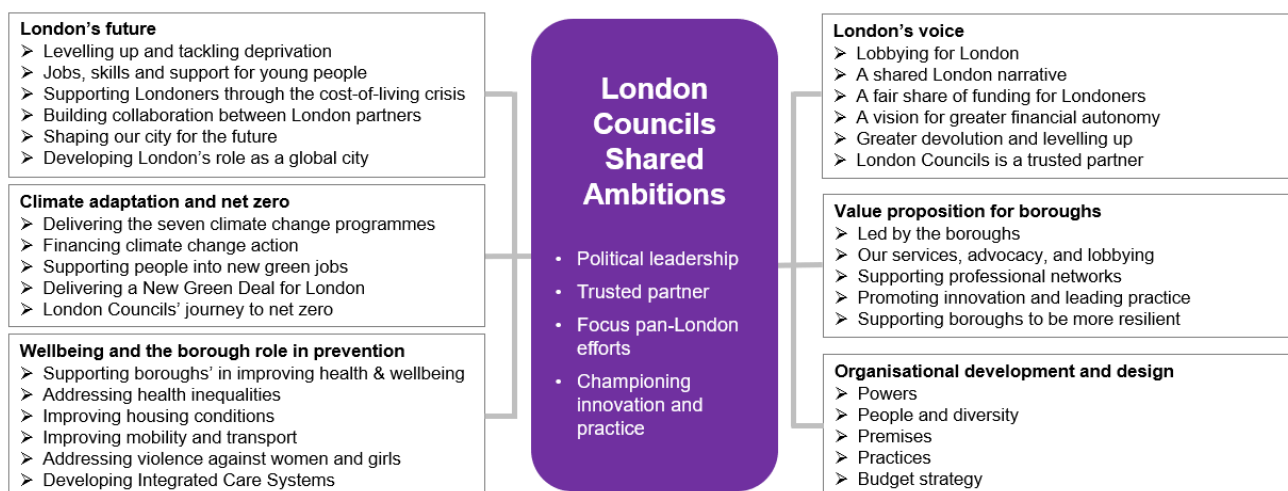 London's future
➢ Levelling up and tackling deprivation
➢ Jobs, skills and support for young people
➢ Supporting Londoners through the cost-of-living crisis
➢ Building collaboration between London partners
➢ Shaping our city for the future
➢ Developing London's role as a global city
Climate adaptation and net zero
➢ Delivering the seven climate change programmes
➢ Financing climate change action
➢ Supporting people into new green jobs
➢ Delivering a New Green Deal for London
➢ London Councils' journey to net zero
Wellbeing and the borough role in prevention
➢ Supporting boroughs' in improving health & wellbeing
➢ Addressing health inequalities
➢ Improving housing conditions
➢ Improving mobility and transport
➢ Addressing violence against women and girls
➢ Developing Integrated Care Systems
London
Councils
Shared
Ambitions
• Political leadership
• Trusted partner
• Focus pan-London
efforts
• Championing
innovation and
practice
London's voice
➢ Lobbying for London
➢ A shared London narrative
➢ A fair share of funding for Londoners
➢ A vision for greater financial autonomy
➢ Greater devolution and levelling up
➢ London Councils is a trusted partner
Value proposition for boroughs
➢ Led by the boroughs
➢ Our services, advocacy, and lobbying
➢ Supporting professional networks
➢ Promoting innovation and leading practice
➢ Supporting boroughs to be more resilient
Organisational development and design
➢ Powers
➢ People and diversity
➢ Premises
➢ Practices
➢ Budget strategy